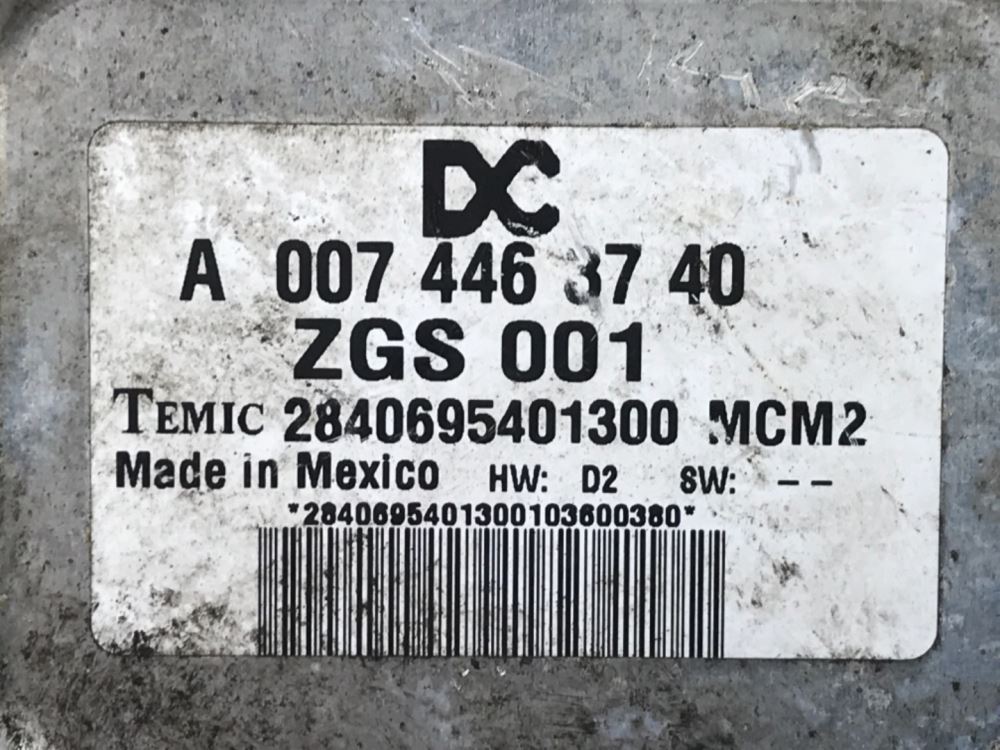 DC
A 007 446 37 40
ZGS 001
TEMIC 2840695401300 MCM2
Made in Mexico HW: D2 SW: --
*2840695401300103600380*